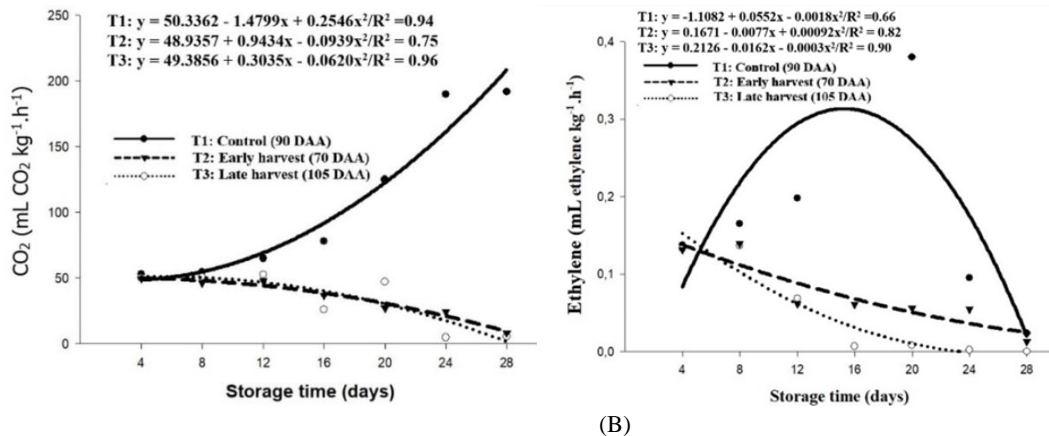 T1: y = 50.3362 - 1.4799x + 0.2546x²/R² =0.94
T2: y = 48.9357 + 0.9434x - 0.0939x²/R² = 0.75
T3: y = 49.3856 + 0.3035x - 0.0620x²/R² = 0.96
250
200
150
100
50
0
CO₂ (mL CO₂ kg⁻¹.h⁻¹)
T1: Control (90 DAA)
T2: Early harvest (70 DAA)
T3: Late harvest (105 DAA)
4 8 12 16 20 24 28
Storage time (days)
T1: y = -1.1082 + 0.0552x - 0.0018x²/R² =0.66
T2: y = 0.1671 - 0.0077x + 0.00092x²/R² = 0.82
T3: y = 0.2126 - 0.0162x - 0.0003x²/R² = 0.90
0,4
0,3
0,2
0,1
0,0
Ethylene (mL ethylene kg⁻¹.h⁻¹)
T1: Control (90 DAA)
T2: Early harvest (70 DAA)
T3: Late harvest (105 DAA)
4 8 12 16 20 24 28
Storage time (days)
(B)